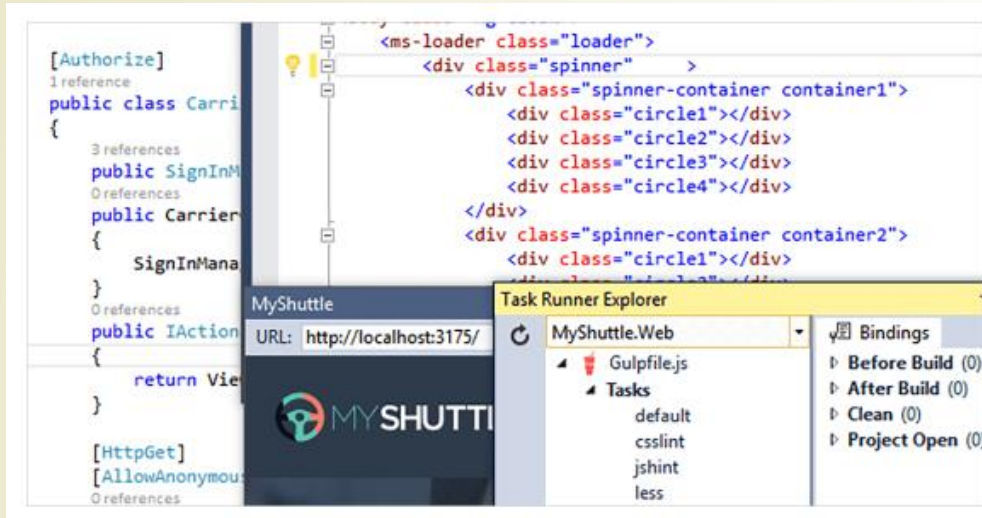 [Authorize]
1 reference
public class Carri
{
3 references
public SignInM
0 references
public Carrier
{
SignInMana
}
0 references
public IAction
{
return Vie
}
[HttpGet]
[AllowAnonymou
0 references
<ms-loader class="loader">
<div class="spinner" >
<div class="spinner-container container1">
<div class="circle1"></div>
<div class="circle2"></div>
<div class="circle3"></div>
<div class="circle4"></div>
</div>
<div class="spinner-container container2">
<div class="circle1"></div>
MyShuttle
URL: http://localhost:3175/
MYSHUTTL
Task Runner Explorer
MyShuttle.Web
Gulpfile.js
Tasks
default
csslint
jshint
less
Bindings
Before Build (0)
After Build (0)
Clean (0)
Project Open (0)